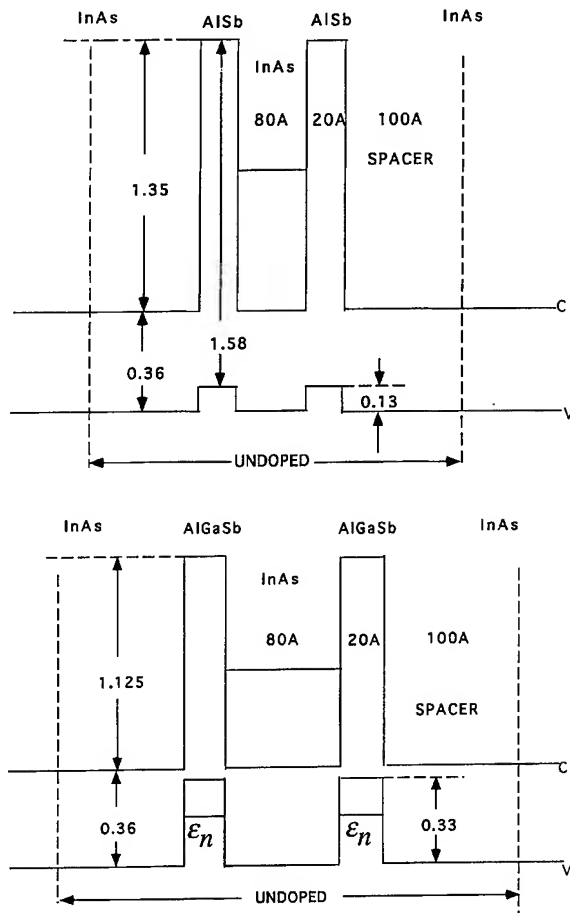 InAs AlSb AlSb InAs
InAs
80A 20A 100A
SPACER
1.35
C
1.58
0.36
0.13
V
UNDOPED
InAs AlGaSb AlGaSb InAs
InAs
80A 20A 100A
1.125
SPACER
C
0.36 εn εn 0.33
V
UNDOPED